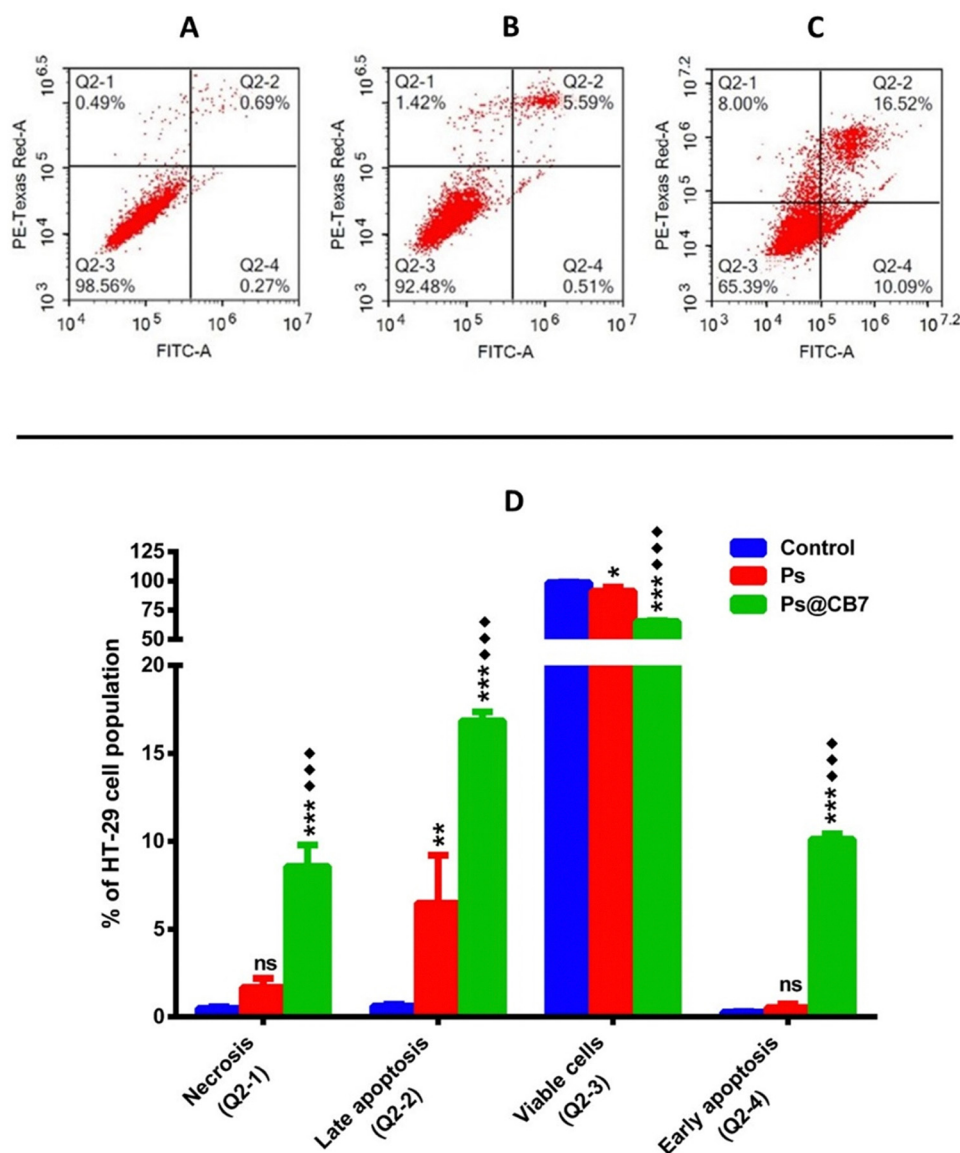 A
B
C
PE-Texas Red-A
10^6.5
10^5
10^4
10^3
Q2-1
0.49%
Q2-2
0.69%
Q2-3
98.56%
Q2-4
0.27%
10^4 10^5 10^6 10^7
FITC-A
PE-Texas Red-A
10^6.5
10^5
10^4
10^3
Q2-1
1.42%
Q2-2
5.59%
Q2-3
92.48%
Q2-4
0.51%
10^4 10^5 10^6 10^7
FITC-A
PE-Texas Red-A
10^7.2
10^6
10^5
10^4
10^3
Q2-1
8.00%
Q2-2
16.52%
Q2-3
65.39%
Q2-4
10.09%
10^3 10^4 10^5 10^6 10^7.2
FITC-A
D
% of HT-29 cell population
125
100
75
50
20
15
10
5
0
Control
Ps
Ps@CB7
***◆◆◆
ns
***◆◆◆
**
***◆◆◆
*
***◆◆◆
ns
Necrosis
(Q2-1)
Late apoptosis
(Q2-2)
Viable cells
(Q2-3)
Early apoptosis
(Q2-4)